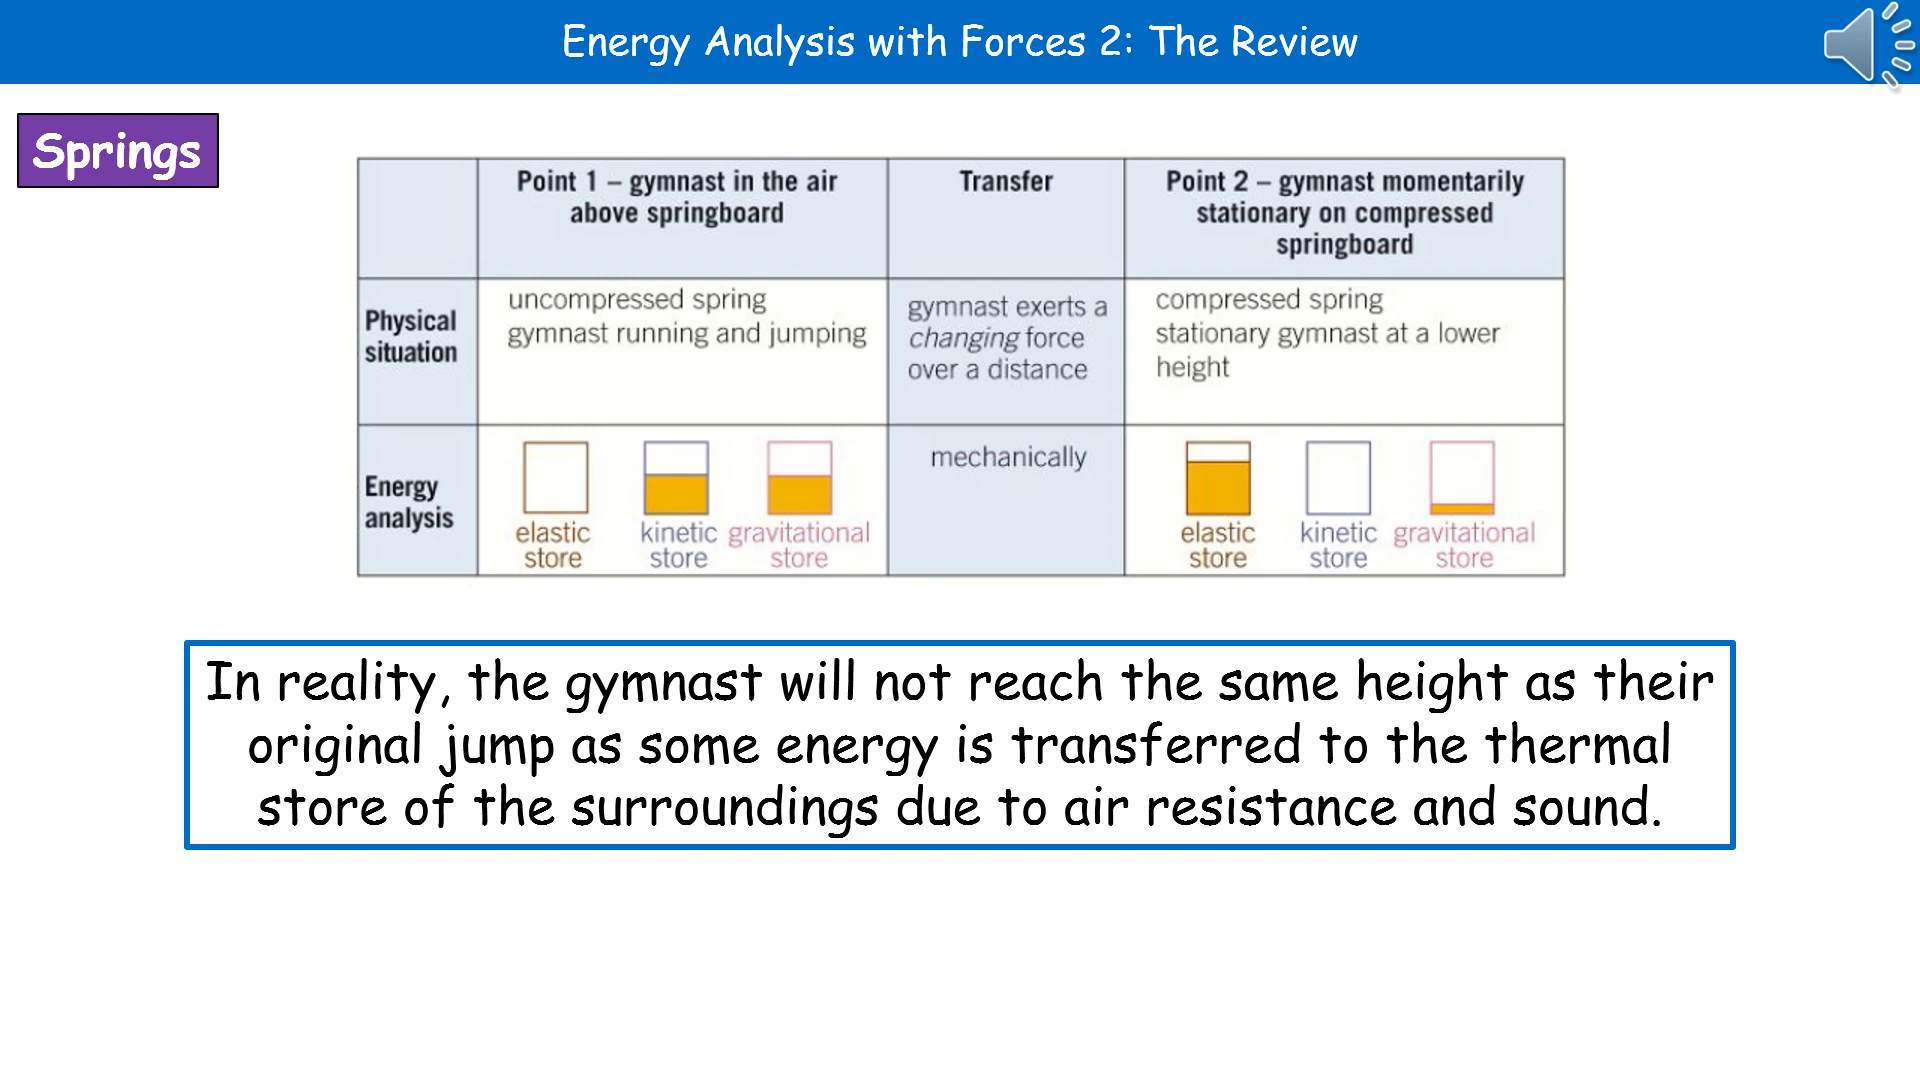 Energy Analysis with Forces 2: The Review
Springs
Point 1 – gymnast in the air
above springboard
Transfer
Point 2 – gymnast momentarily
stationary on compressed
springboard
Physical
situation
uncompressed spring
gymnast running and jumping
gymnast exerts a
changing force
over a distance
compressed spring
stationary gymnast at a lower
height
Energy
analysis
elastic
store
kinetic
store
gravitational
store
mechanically
elastic
store
kinetic
store
gravitational
store
In reality, the gymnast will not reach the same height as their
original jump as some energy is transferred to the thermal
store of the surroundings due to air resistance and sound.